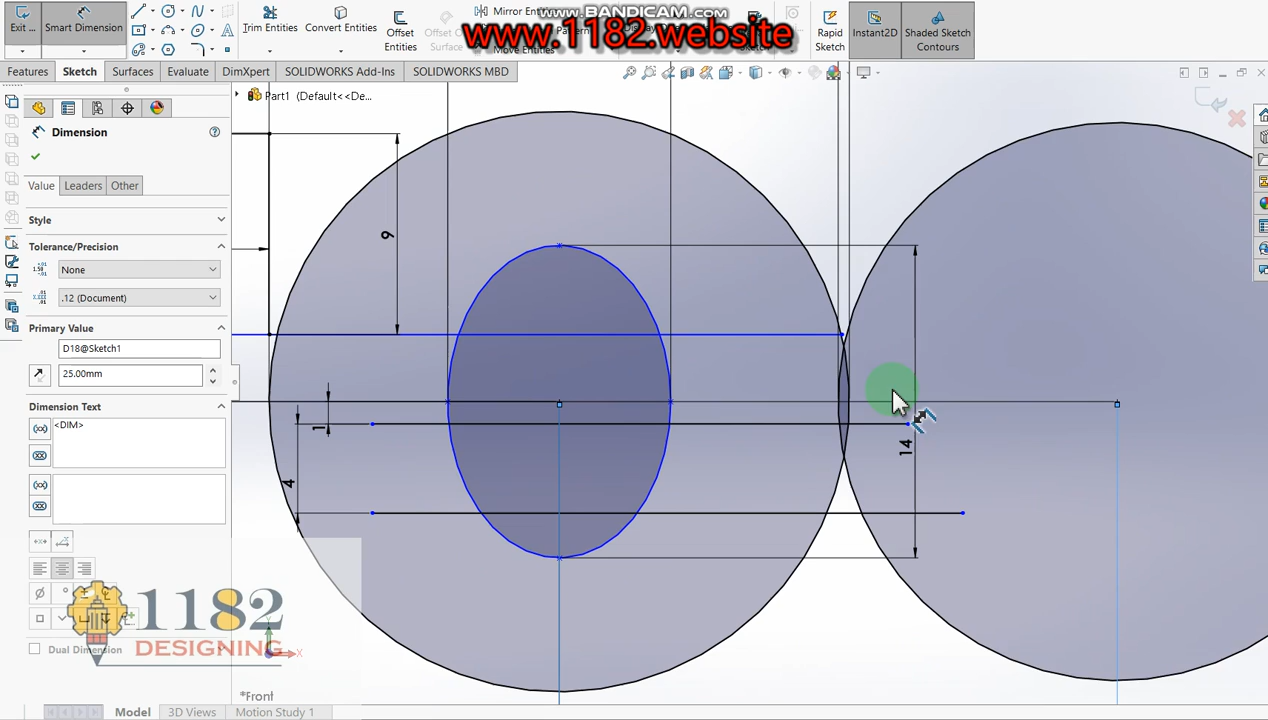 www.BANDICAM.com
www.1182.website
Exit ...
Smart Dimension
Trim Entities
Convert Entities
Offset Entities
Mirror Entities
Move Entities
Rapid Sketch
Instant2D
Shaded Sketch Contours
Features
Sketch
Surfaces
Evaluate
DimXpert
SOLIDWORKS Add-Ins
SOLIDWORKS MBD
Part1 (Default<<De...
Dimension
Value
Leaders
Other
Style
Tolerance/Precision
None
.12 (Document)
Primary Value
D18@Sketch1
25.00mm
Dimension Text
<DIM>
Dual Dimension
9
1
4
14
1182
DESIGNING
X
*Front
Model
3D Views
Motion Study 1